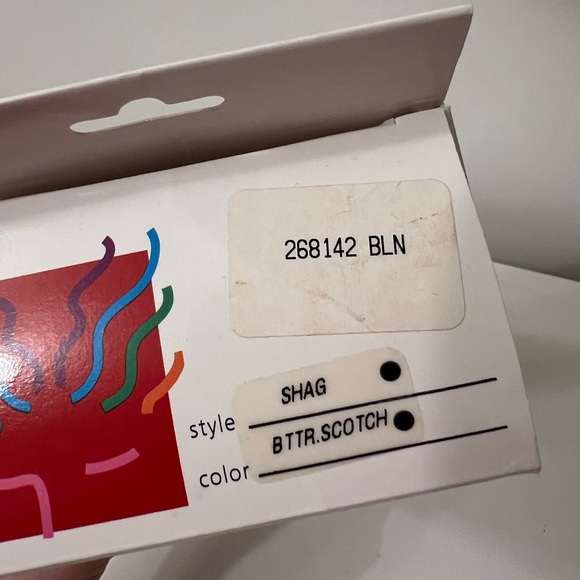 268142 BLN
style SHAG
color BTTR.SCOTCH